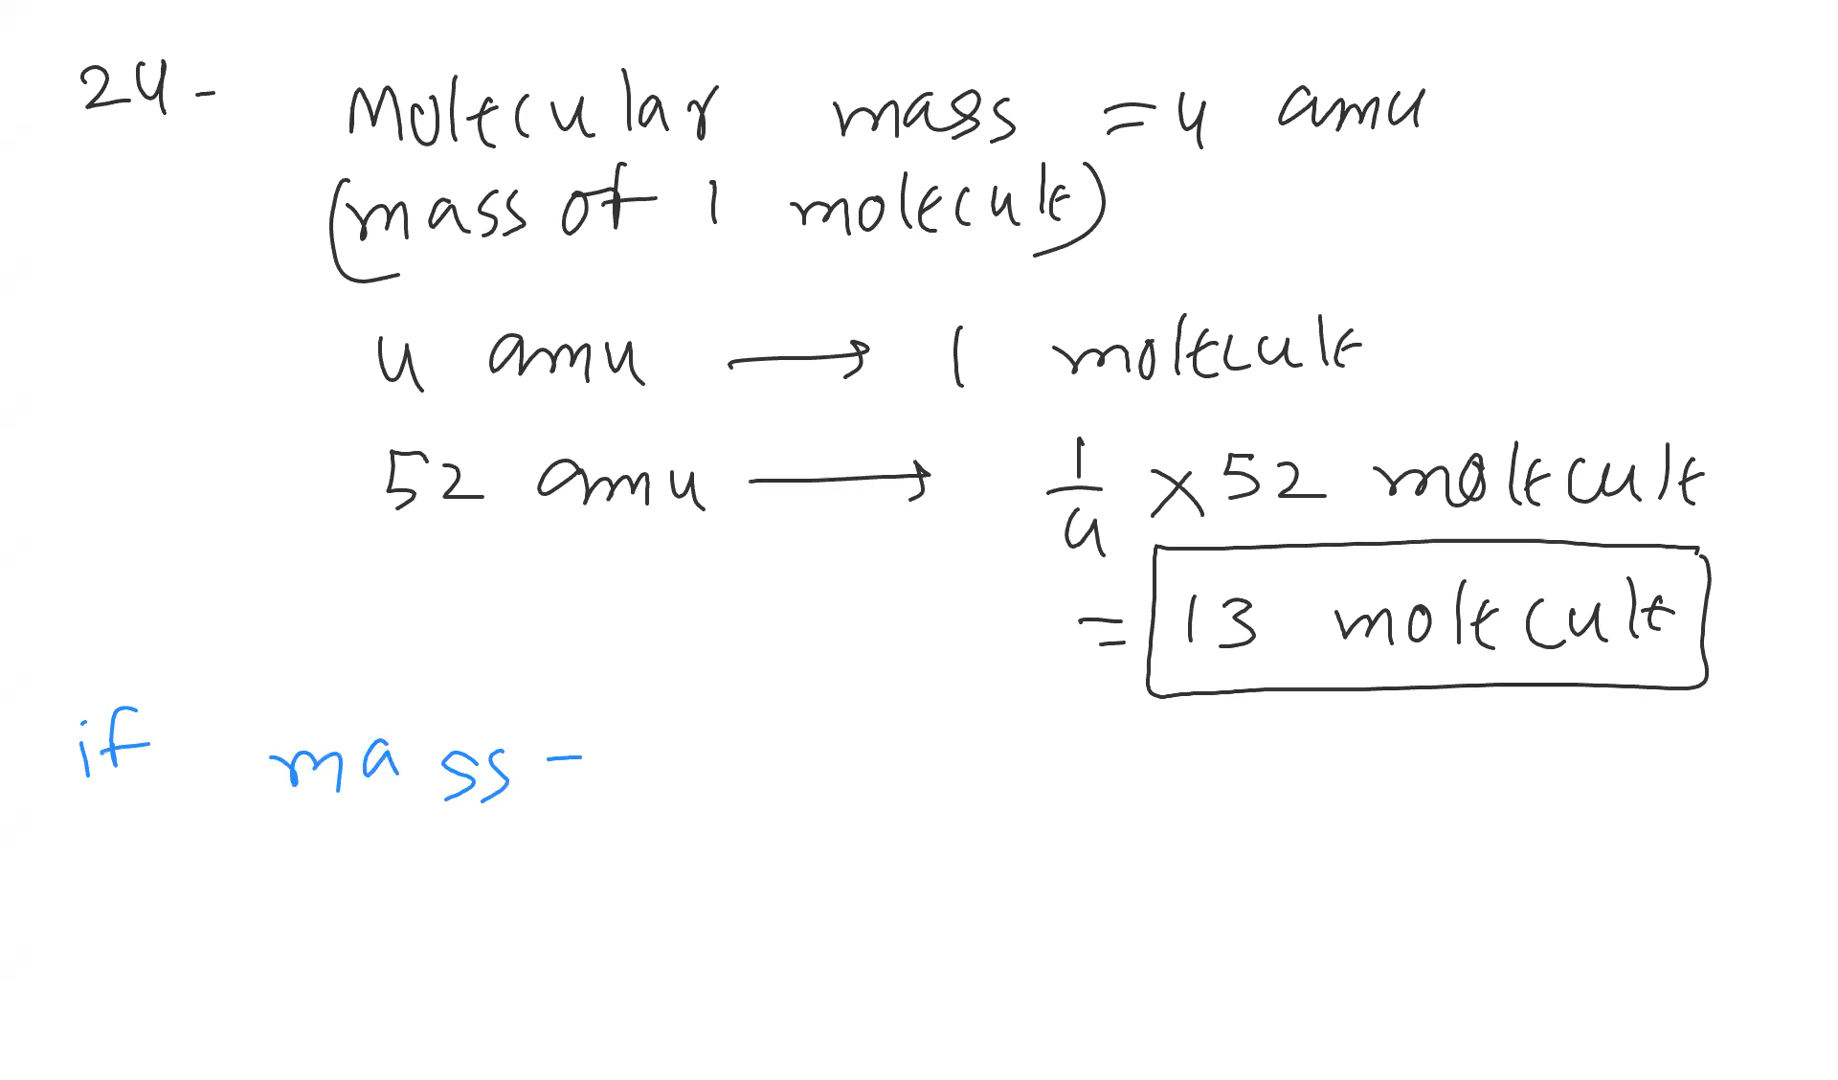 24-
Molecular mass = 4 amu
(mass of 1 molecule)
4 amu → 1 molecule
52 amu → 1/4 × 52 molecule
= 13 molecule
if mass -